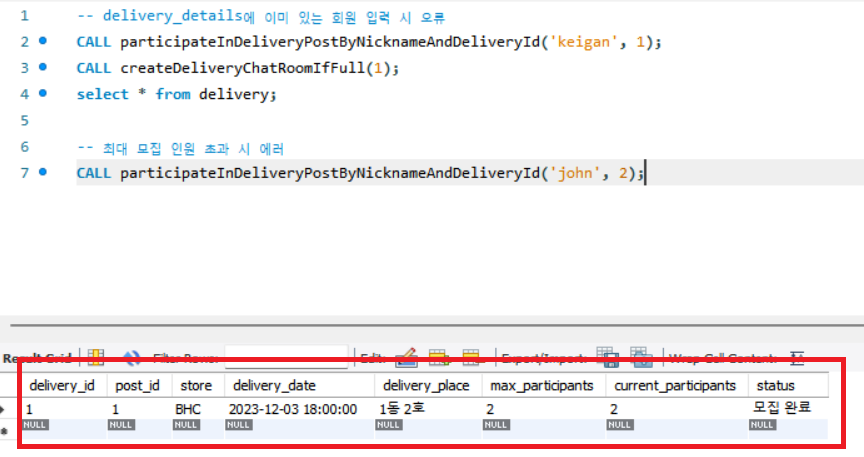 1 -- delivery_details에 이미 있는 회원 입력 시 오류
2 CALL participateInDeliveryPostByNicknameAndDeliveryId('keigan', 1);
3 CALL createDeliveryChatRoomIfFull(1);
4 select * from delivery;
5
6 -- 최대 모집 인원 초과 시 에러
7 CALL participateInDeliveryPostByNicknameAndDeliveryId('john', 2);
Result Grid Filter Rows: Edit: Export/Import: Wrap Cell Content:
delivery_id post_id store delivery_date delivery_place max_participants current_participants status
1 1 BHC 2023-12-03 18:00:00 1동 2호 2 2 모집 완료
NULL NULL NULL NULL NULL NULL NULL NULL